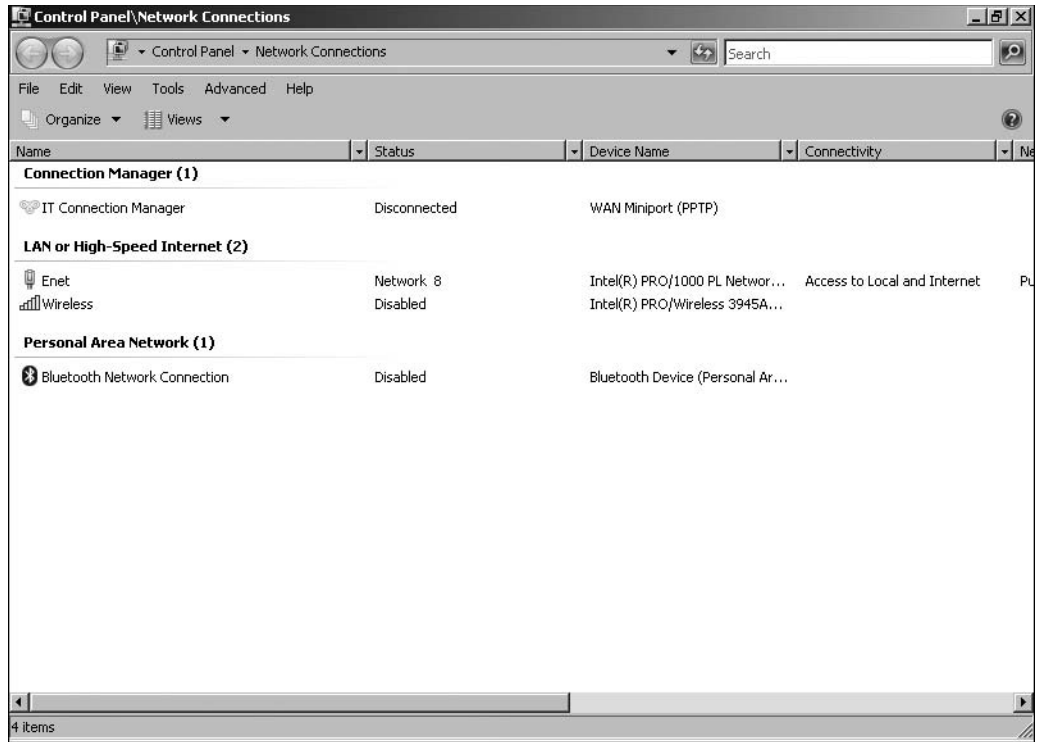 Control Panel\Network Connections
Control Panel Network Connections Search
File Edit View Tools Advanced Help
Organize Views
Name Status Device Name Connectivity Ne
Connection Manager (1)
IT Connection Manager Disconnected WAN Miniport (PPTP)
LAN or High-Speed Internet (2)
Enet Network 8 Intel(R) PRO/1000 PL Networ... Access to Local and Internet Pu
Wireless Disabled Intel(R) PRO/Wireless 3945A...
Personal Area Network (1)
Bluetooth Network Connection Disabled Bluetooth Device (Personal Ar...
4 items